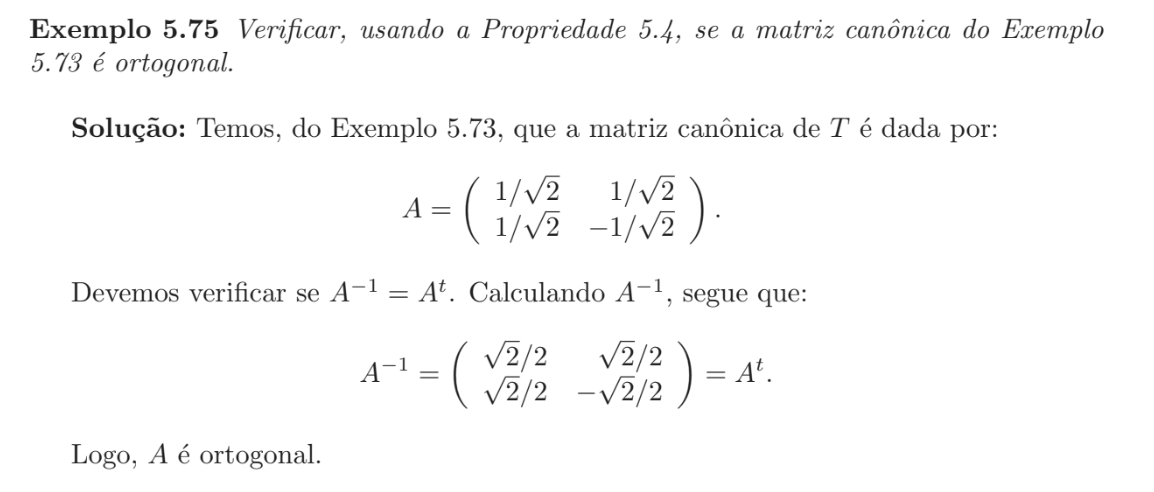 Exemplo 5.75 Verificar, usando a Propriedade 5.4, se a matriz canônica do Exemplo
5.73 é ortogonal.
Solução: Temos, do Exemplo 5.73, que a matriz canônica de T é dada por:
A = ( 1/√2 1/√2
1/√2 −1/√2 ) .
Devemos verificar se A⁻¹ = Aᵗ. Calculando A⁻¹, segue que:
A⁻¹ = ( √2/2 √2/2
√2/2 −√2/2 ) = Aᵗ.
Logo, A é ortogonal.